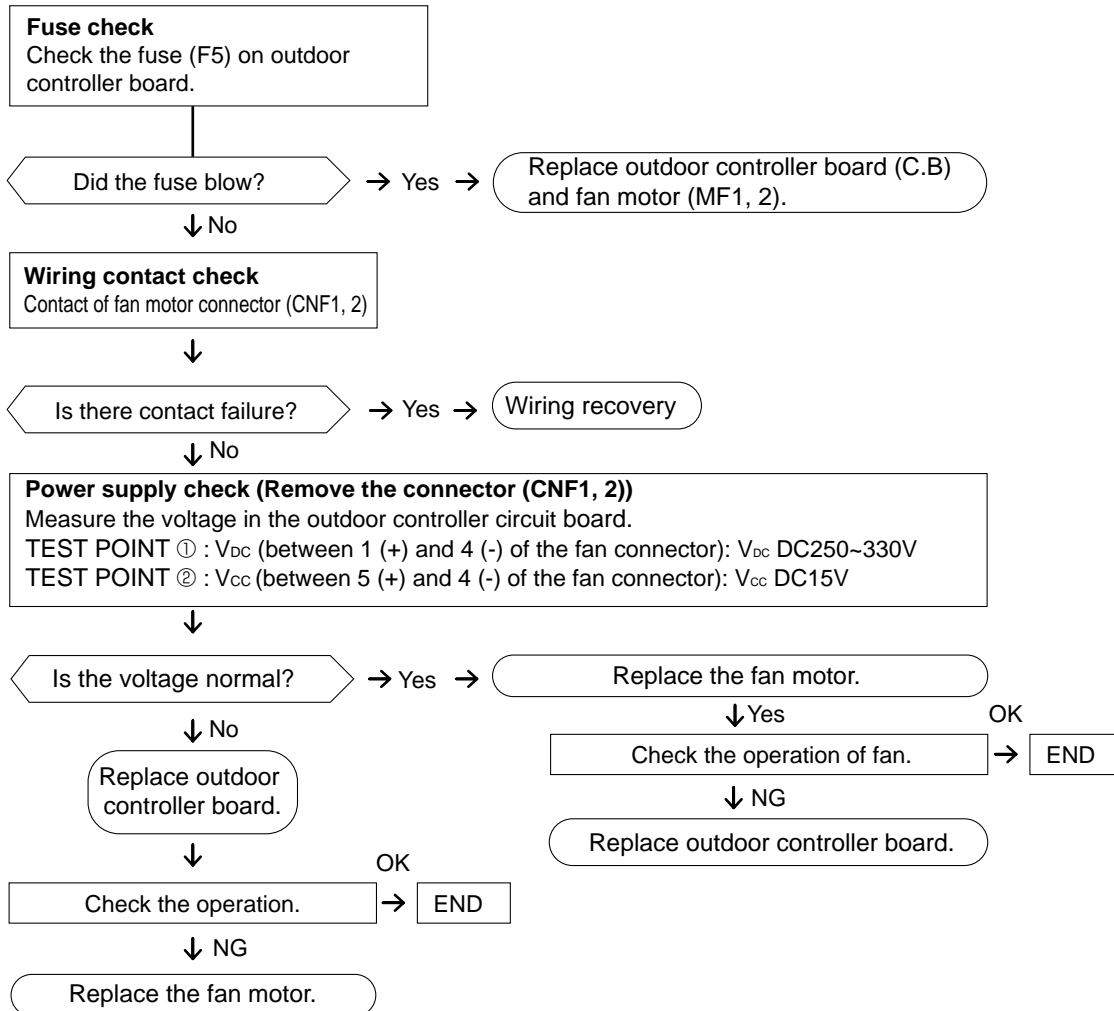 Fuse check
Check the fuse (F5) on outdoor
controller board.
Did the fuse blow?
Yes
Replace outdoor controller board (C.B)
and fan motor (MF1, 2).
No
Wiring contact check
Contact of fan motor connector (CNF1, 2)
Is there contact failure?
Yes
Wiring recovery
No
Power supply check (Remove the connector (CNF1, 2))
Measure the voltage in the outdoor controller circuit board.
TEST POINT ① : VDC (between 1 (+) and 4 (-) of the fan connector): VDC DC250~330V
TEST POINT ② : VCC (between 5 (+) and 4 (-) of the fan connector): VCC DC15V
Is the voltage normal?
Yes
Replace the fan motor.
Yes
OK
Check the operation of fan.
END
NG
Replace outdoor controller board.
No
Replace outdoor
controller board.
OK
Check the operation.
END
NG
Replace the fan motor.